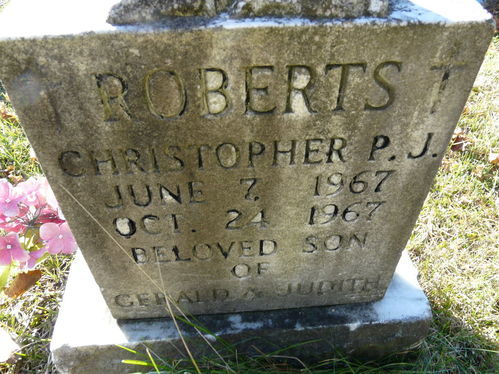 ROBERTS
CHRISTOPHER P. J.
JUNE 7, 1967
OCT. 24 1967
BELOVED SON
OF
GERALD & JUDITH